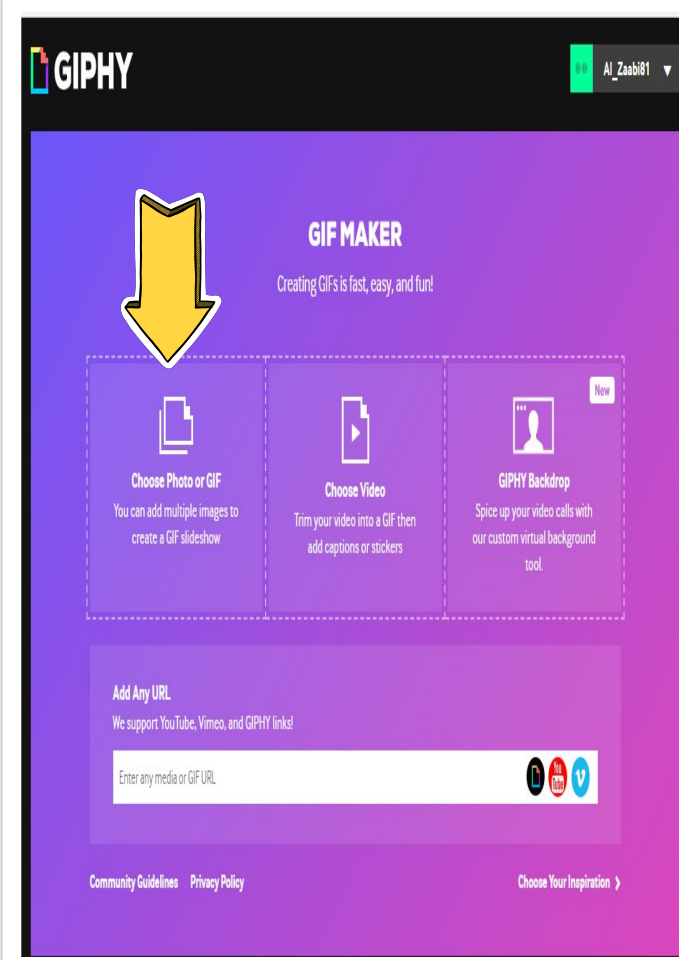 GIPHY
Al_Zaabi81
GIF MAKER
Creating GIFs is fast, easy, and fun!
Choose Photo or GIF
You can add multiple images to
create a GIF slideshow
Choose Video
Trim your video into a GIF then
add captions or stickers
New
GIPHY Backdrop
Spice up your video calls with
our custom virtual background
tool.
Add Any URL
We support YouTube, Vimeo, and GIPHY links!
Enter any media or GIF URL
You
Tube
Community Guidelines Privacy Policy
Choose Your Inspiration